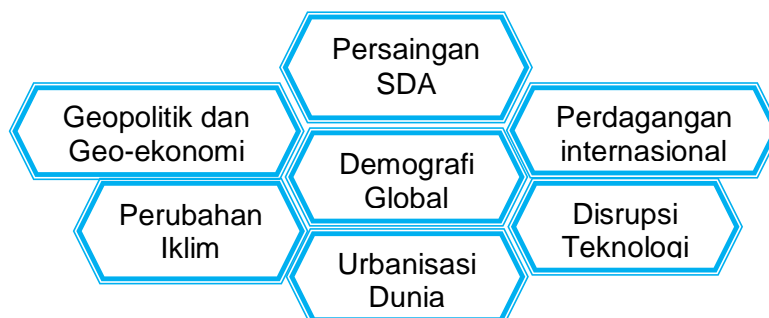 Persaingan
SDA
Geopolitik dan
Geo-ekonomi
Perdagangan
internasional
Demografi
Global
Perubahan
Iklim
Disrupsi
Teknologi
Urbanisasi
Dunia